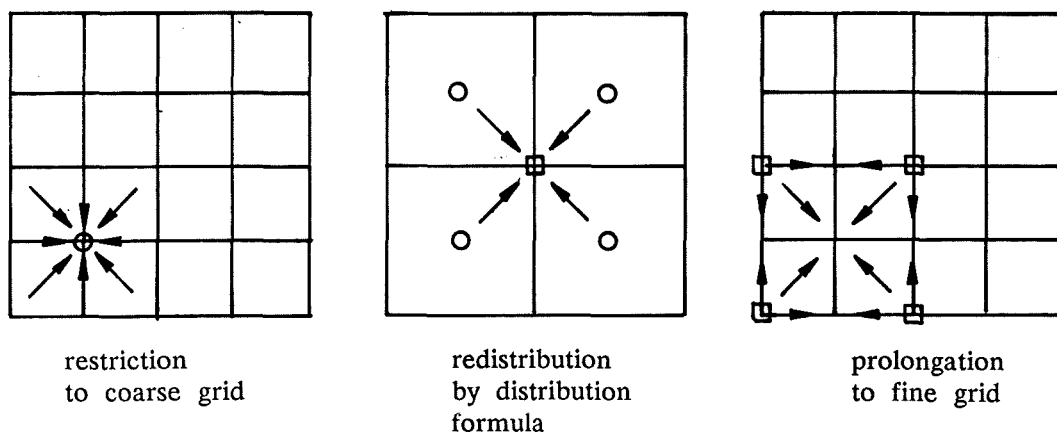 restriction
to coarse grid
redistribution
by distribution
formula
prolongation
to fine grid